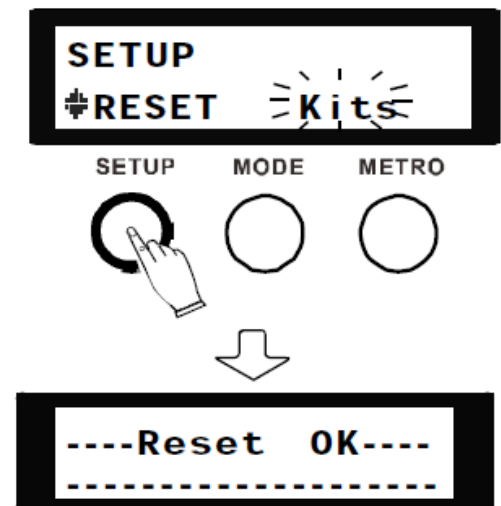 SETUP
RESET Kits
SETUP MODE METRO
----Reset OK----
--------------------